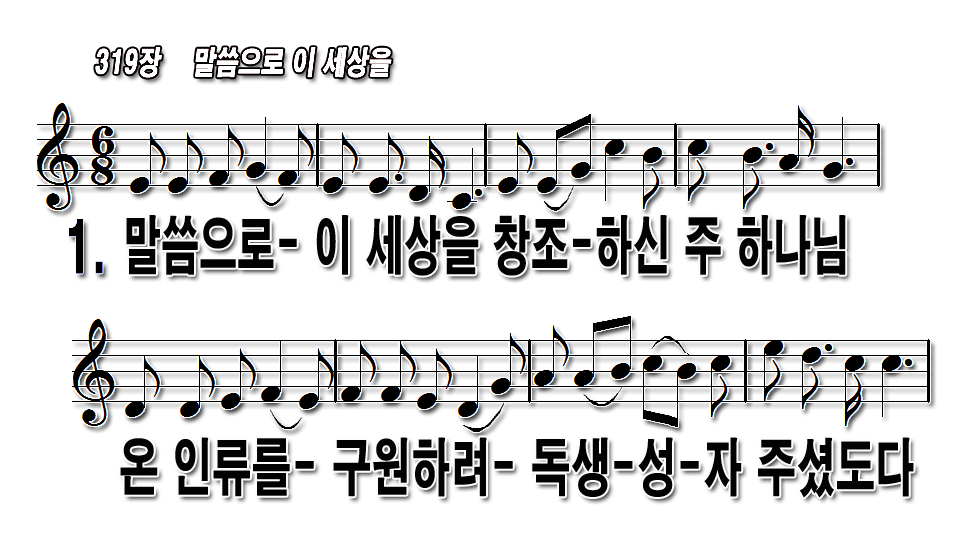 319장 말씀으로 이 세상을
6
8
1. 말씀으로- 이 세상을 창조-하신 주 하나님
온 인류를- 구원하려- 독생-성-자 주셨도다